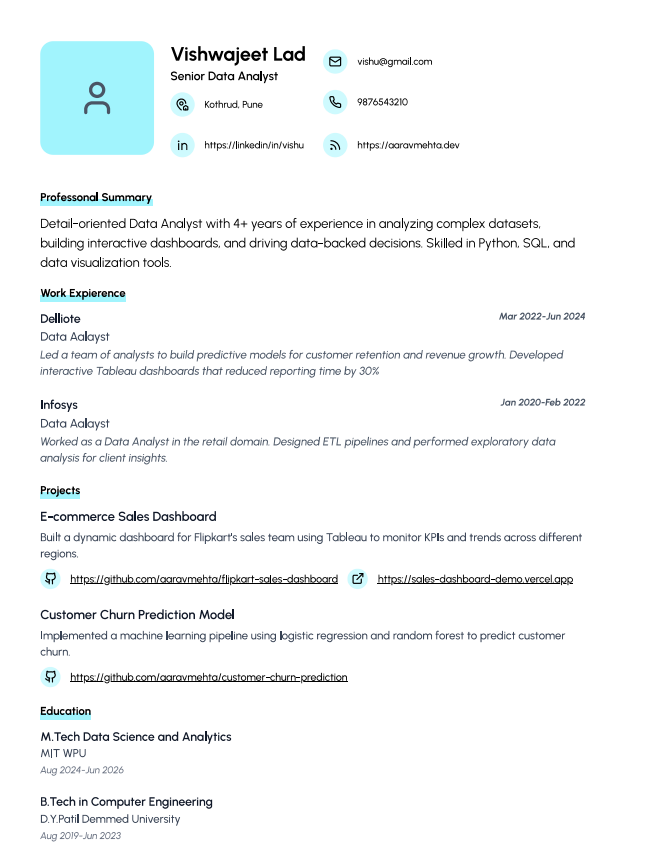 Vishwajeet Lad
Senior Data Analyst
Kothrud, Pune
https://linkedin/in/vishu
vishu@gmail.com
9876543210
https://aaravmehta.dev
Professonal Summary
Detail-oriented Data Analyst with 4+ years of experience in analyzing complex datasets,
building interactive dashboards, and driving data-backed decisions. Skilled in Python, SQL, and
data visualization tools.
Work Expierence
Delliote
Mar 2022-Jun 2024
Data Aalayst
Led a team of analysts to build predictive models for customer retention and revenue growth. Developed
interactive Tableau dashboards that reduced reporting time by 30%
Infosys
Jan 2020-Feb 2022
Data Aalayst
Worked as a Data Analyst in the retail domain. Designed ETL pipelines and performed exploratory data
analysis for client insights.
Projects
E-commerce Sales Dashboard
Built a dynamic dashboard for Flipkart's sales team using Tableau to monitor KPIs and trends across different
regions.
https://github.com/aaravmehta/flipkart-sales-dashboard https://sales-dashboard-demo.vercel.app
Customer Churn Prediction Model
Implemented a machine learning pipeline using logistic regression and random forest to predict customer
churn.
https://github.com/aaravmehta/customer-churn-prediction
Education
M.Tech Data Science and Analytics
MIT WPU
Aug 2024-Jun 2026
B.Tech in Computer Engineering
D.Y.Patil Demmed University
Aug 2019-Jun 2023